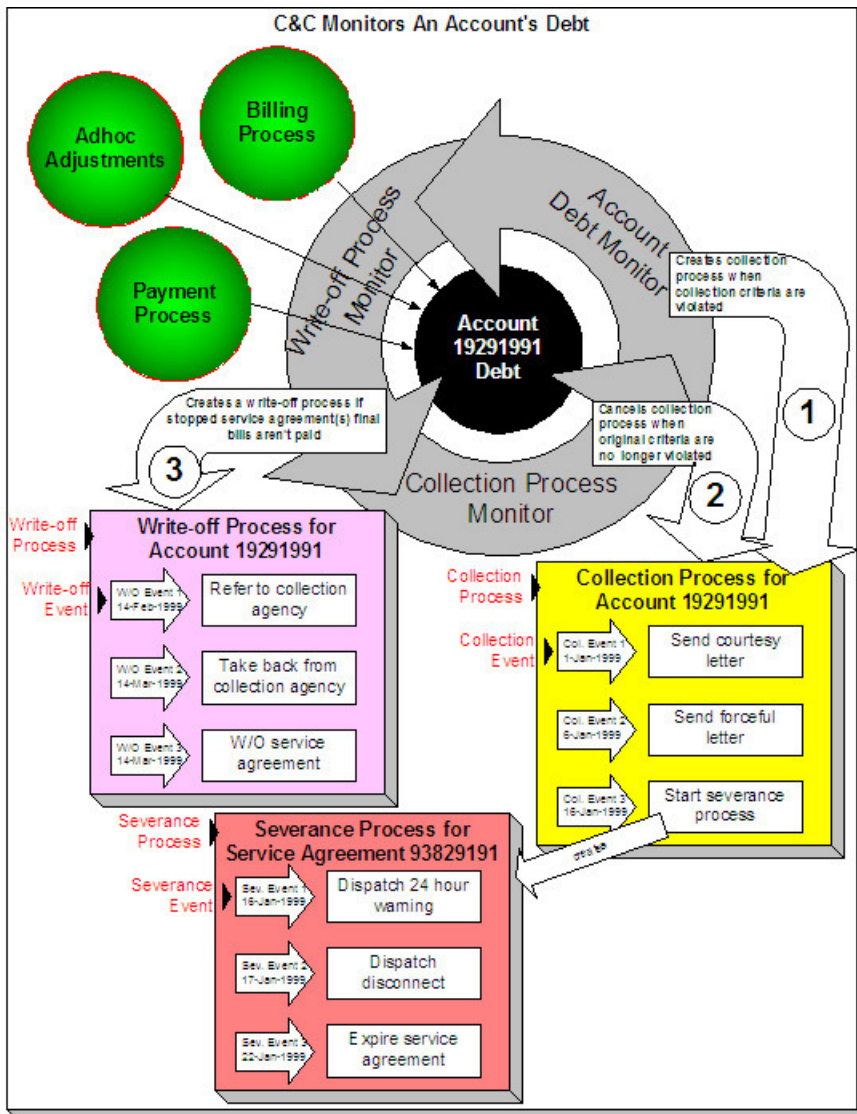 C&C Monitors An Account's Debt
Billing
Process
Adhoc
Adjustments
Payment
Process
Write-off Process
Monitor
Account
Debt Monitor
Collection Process
Monitor
Account
19291991
Debt
Creates collection
process when
collection criteria are
violated
1
Cancels collection
process when
original criteria are
no longer violated
2
Creates a write-off process if
stopped service agreement(s) final
bills aren't paid
3
Write-off
Process
Write-off Process for
Account 19291991
Write-off
Event
W/O Event 1
14-Feb-1999
Refer to collection
agency
W/O Event 2
14-Mar-1999
Take back from
collection agency
W/O Event 3
14-Mar-1999
W/O service
agreement
Collection
Process
Collection Process for
Account 19291991
Collection
Event
Col. Event 1
1-Jan-1999
Send courtesy
letter
Col. Event 2
6-Jan-1999
Send forceful
letter
Col. Event 3
16-Jan-1999
Start severance
process
creates
Severance
Process
Severance Process for
Service Agreement 93829191
Severance
Event
Sev. Event 1
16-Jan-1999
Dispatch 24 hour
warning
Sev. Event 2
17-Jan-1999
Dispatch
disconnect
Sev. Event 3
22-Jan-1999
Expire service
agreement